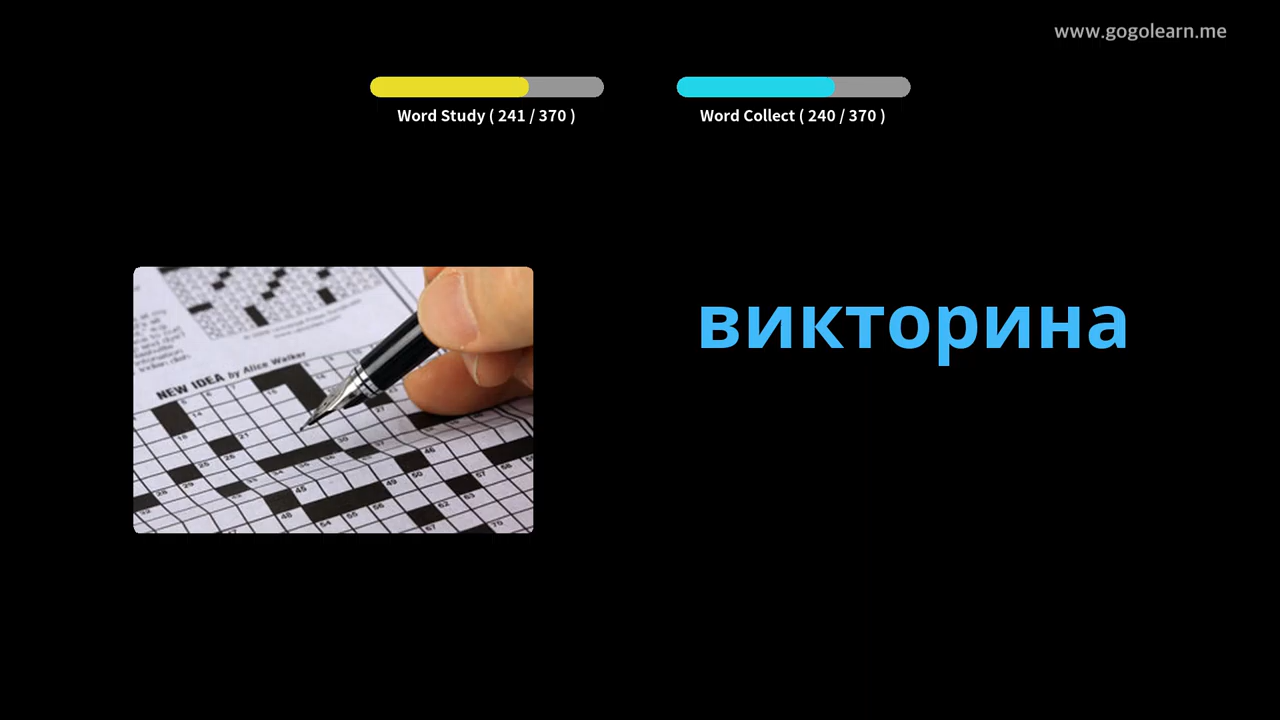 www.gogolearn.me
Word Study ( 241 / 370 )
Word Collect ( 240 / 370 )
викторина
NEW IDEA by Alice Walker